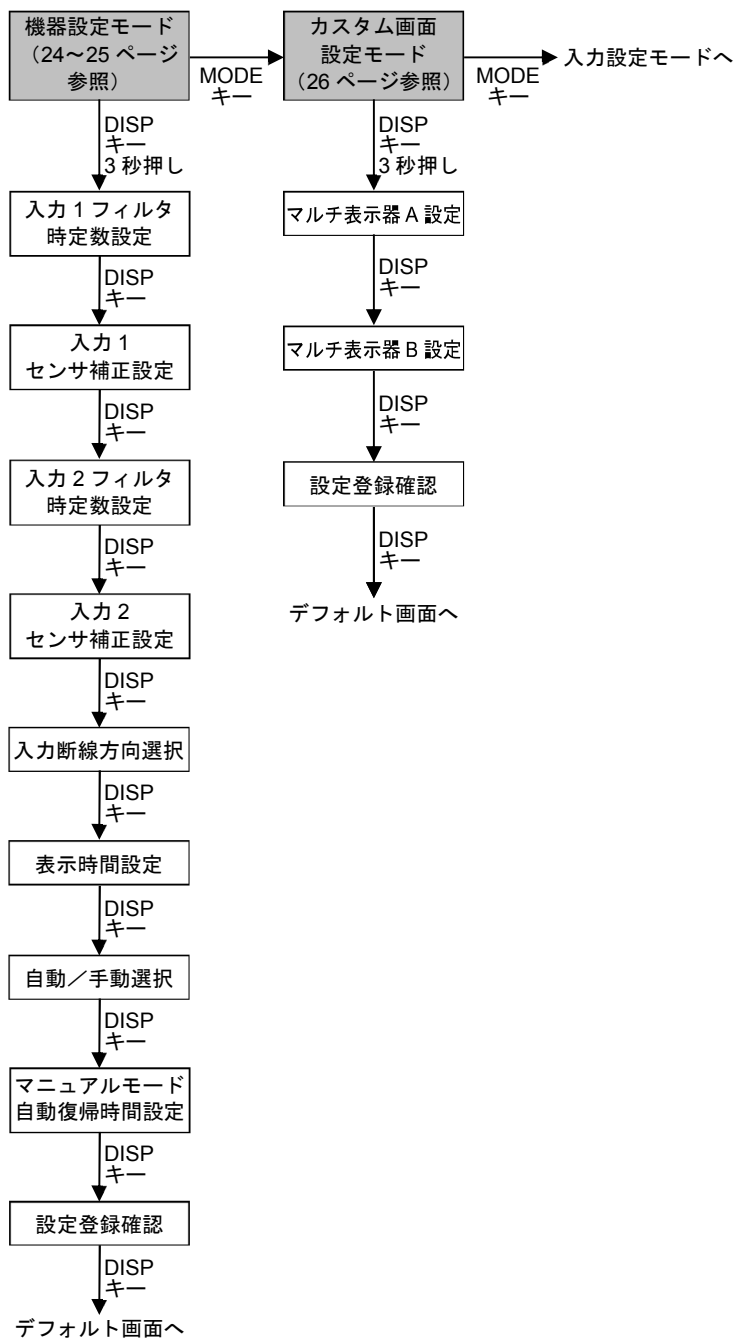 機器設定モード
（24～25 ページ
参照）
MODE
キー
カスタム画面
設定モード
（26 ページ参照）
MODE
キー
入力設定モードへ
DISP
キー
3 秒押し
入力 1 フィルタ
時定数設定
DISP
キー
入力 1
センサ補正設定
DISP
キー
入力 2 フィルタ
時定数設定
DISP
キー
入力 2
センサ補正設定
DISP
キー
入力断線方向選択
DISP
キー
表示時間設定
DISP
キー
自動／手動選択
DISP
キー
マニュアルモード
自動復帰時間設定
DISP
キー
設定登録確認
DISP
キー
デフォルト画面へ
DISP
キー
3 秒押し
マルチ表示器 A 設定
DISP
キー
マルチ表示器 B 設定
DISP
キー
設定登録確認
DISP
キー
デフォルト画面へ